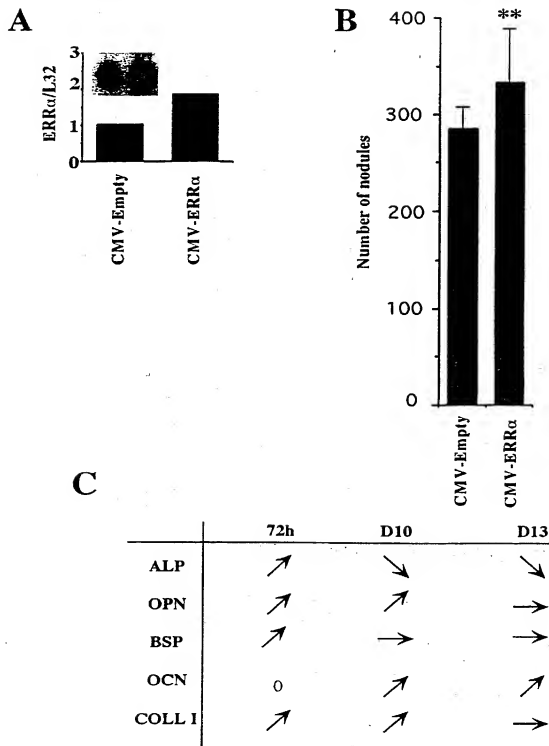 A
ERRα/L32
3
2
1
0
CMV-Empty
CMV-ERRα
B
**
Number of nodules
400
300
200
100
0
CMV-Empty
CMV-ERRα
C
72h D10 D13
ALP ↗ ↘ ↘
OPN ↗ ↗ →
BSP ↗ → →
OCN 0 ↗ ↗
COLL I ↗ ↗ →